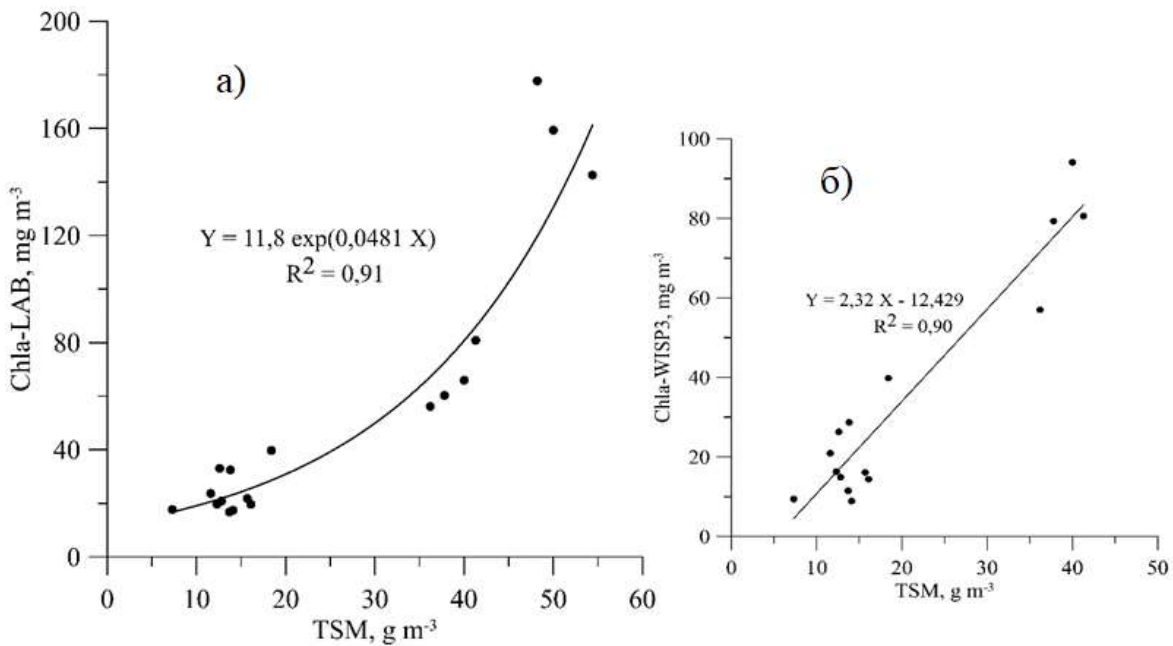 а)
200
160
120
80
40
0
Chla-LAB, mg m-3
Y = 11,8 exp(0,0481 X)
R2 = 0,91
0 10 20 30 40 50 60
TSM, g m-3
б)
100
80
60
40
20
0
Chla-WISP3, mg m-3
Y = 2,32 X - 12,429
R2 = 0,90
0 10 20 30 40 50
TSM, g m-3